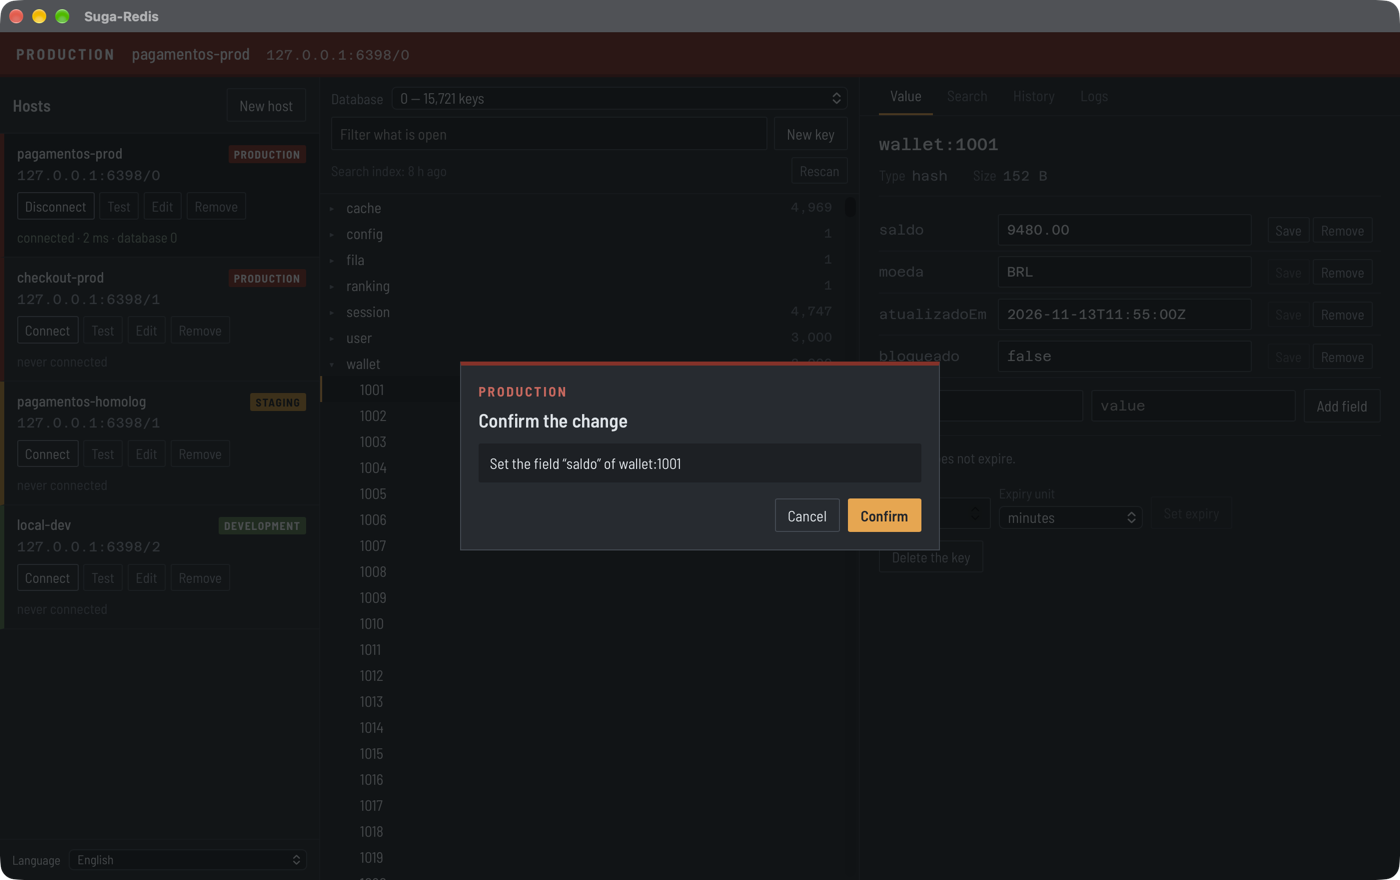 Suga-Redis
PRODUCTION pagamentos-prod 127.0.0.1:6398/0
Hosts
New host
pagamentos-prod PRODUCTION
127.0.0.1:6398/0
Disconnect Test Edit Remove
connected · 2 ms · database 0
checkout-prod PRODUCTION
127.0.0.1:6398/1
Connect Test Edit Remove
never connected
pagamentos-homolog STAGING
127.0.0.1:6398/1
Connect Test Edit Remove
never connected
local-dev DEVELOPMENT
127.0.0.1:6398/2
Connect Test Edit Remove
never connected
Language English
Database 0 — 15,721 keys
Filter what is open New key
Search index: 8 h ago Rescan
cache 4,969
config 1
fila 1
ranking 1
session 4,747
user 3,000
wallet
1001
1002
1003
1004
1005
1006
1007
1008
1009
1010
1011
1012
1013
1014
1015
1016
1017
1018
1019
Value Search History Logs
wallet:1001
Type hash Size 152 B
saldo 9480.00 Save Remove
moeda BRL Save Remove
atualizadoEm 2026-11-13T11:55:00Z Save Remove
bloqueado false Save Remove
value Add field
not expire.
Expiry unit
minutes Set expiry
Delete the key
PRODUCTION
Confirm the change
Set the field “saldo” of wallet:1001
Cancel Confirm